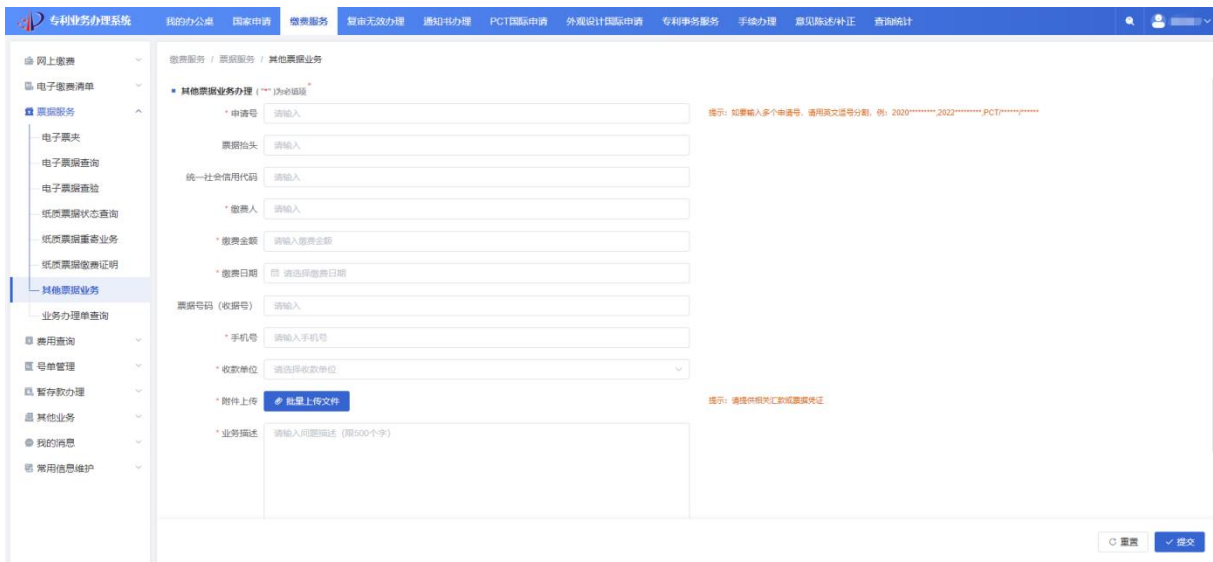 专利业务办理系统
我的办公桌 国家申请 缴费服务 复审无效办理 通知书办理 PCT国际申请 外观设计国际申请 专利事务服务 手续办理 意见陈述/补正 查询统计
网上缴费
电子缴费清单
票据服务
电子票夹
电子票据查询
电子票据查验
纸质票据状态查询
纸质票据重寄业务
纸质票据缴费证明
其他票据业务
业务办理单查询
费用查询
号单管理
暂存款办理
其他业务
我的消息
常用信息维护
缴费服务 / 票据服务 / 其他票据业务
其他票据业务办理 ("*" )为必填项*
* 申请号 请输入 提示: 如要输入多个申请号, 请用英文逗号分割, 例: 2020*********,2022*********,PCT/******/******
票据抬头 请输入
统一社会信用代码 请输入
* 缴费人 请输入
* 缴费金额 请输入缴费金额
* 缴费日期 请选择缴费日期
票据号码 (收据号) 请输入
* 手机号 请输入手机号
* 收款单位 请选择收款单位
* 附件上传 批量上传文件 提示: 请提供相关汇款或票据凭证
* 业务描述 请输入问题描述 (限500个字)
重置 提交